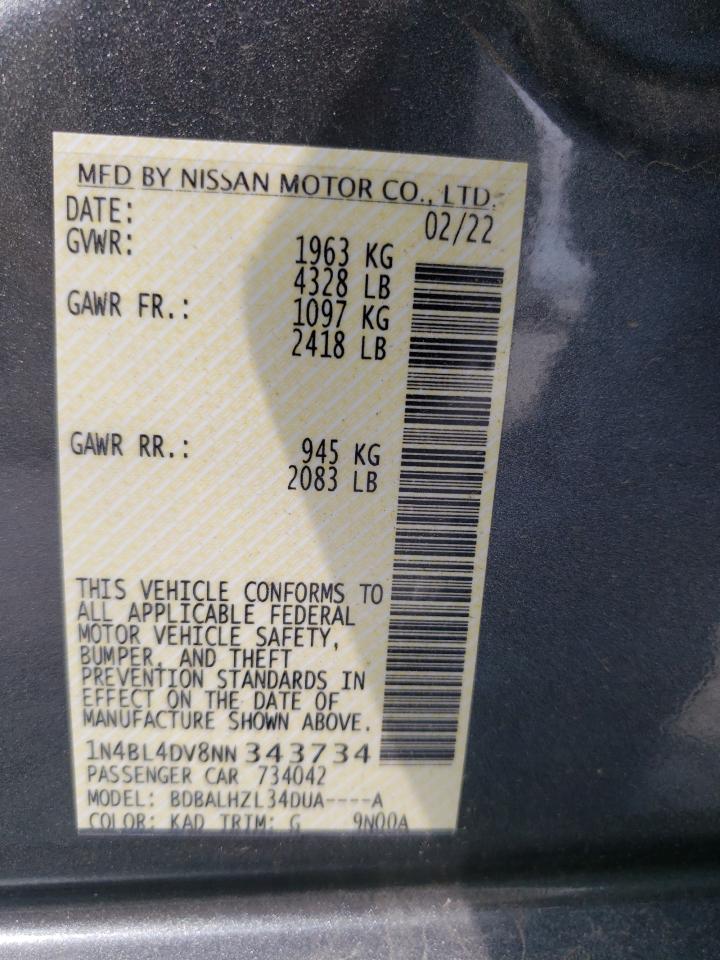 MFD BY NISSAN MOTOR CO., LTD.
DATE: 02/22
GVWR: 1963 KG
4328 LB
GAWR FR.: 1097 KG
2418 LB
GAWR RR.: 945 KG
2083 LB
THIS VEHICLE CONFORMS TO
ALL APPLICABLE FEDERAL
MOTOR VEHICLE SAFETY,
BUMPER, AND THEFT
PREVENTION STANDARDS IN
EFFECT ON THE DATE OF
MANUFACTURE SHOWN ABOVE.
1N4BL4DV8NN343734
PASSENGER CAR 734042
MODEL: BDBALHZL34DUA----A
COLOR: KAD TRIM: G 9N00A